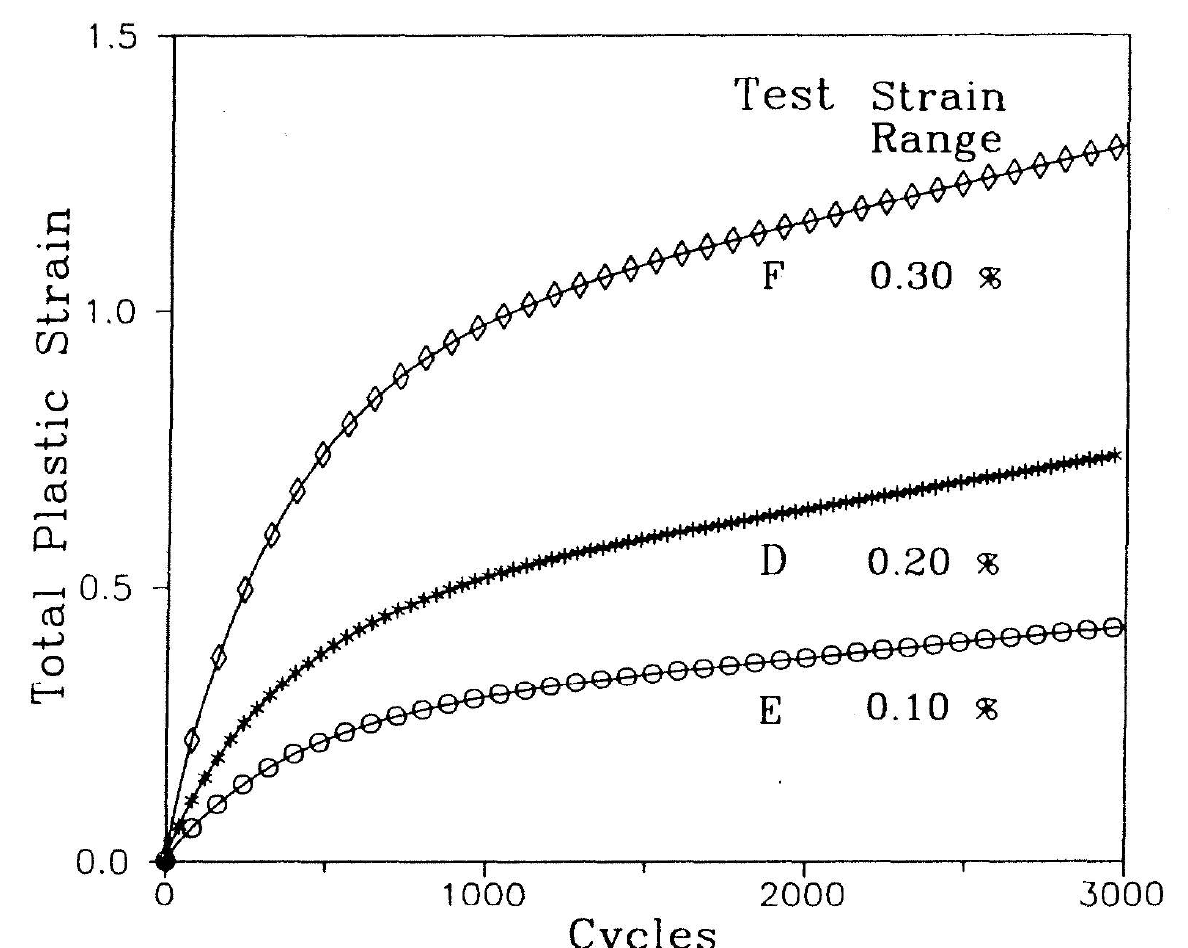 1.5
Test Strain
Range
F 0.30 %
1.0
D 0.20 %
0.5
E 0.10 %
0.0
0 1000 2000 3000
Cycles
Total Plastic Strain